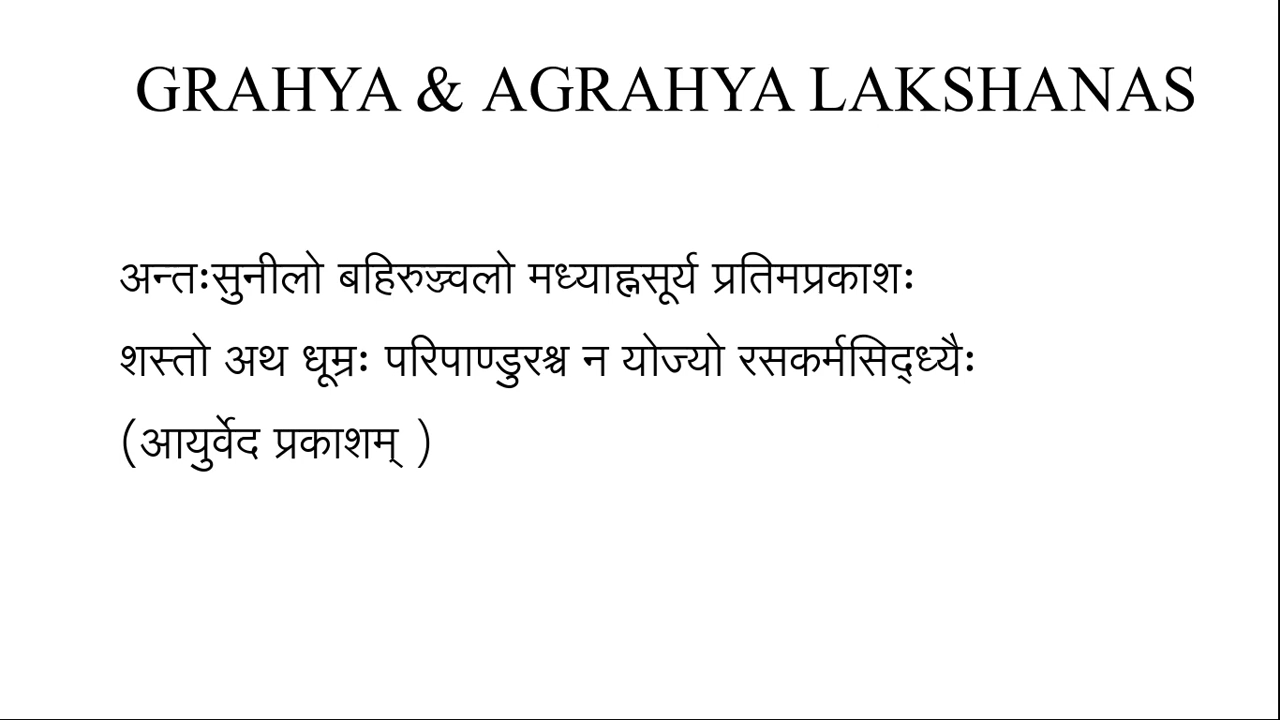 GRAHYA & AGRAHYA LAKSHANAS
अन्तःसुनीलो बहिरुज्ज्वलो मध्याह्नसूर्य प्रतिमप्रकाशः
शस्तो अथ धूम्रः परिपाण्डुरश्च न योज्यो रसकर्मसिद्ध्यैः
(आयुर्वेद प्रकाशम् )